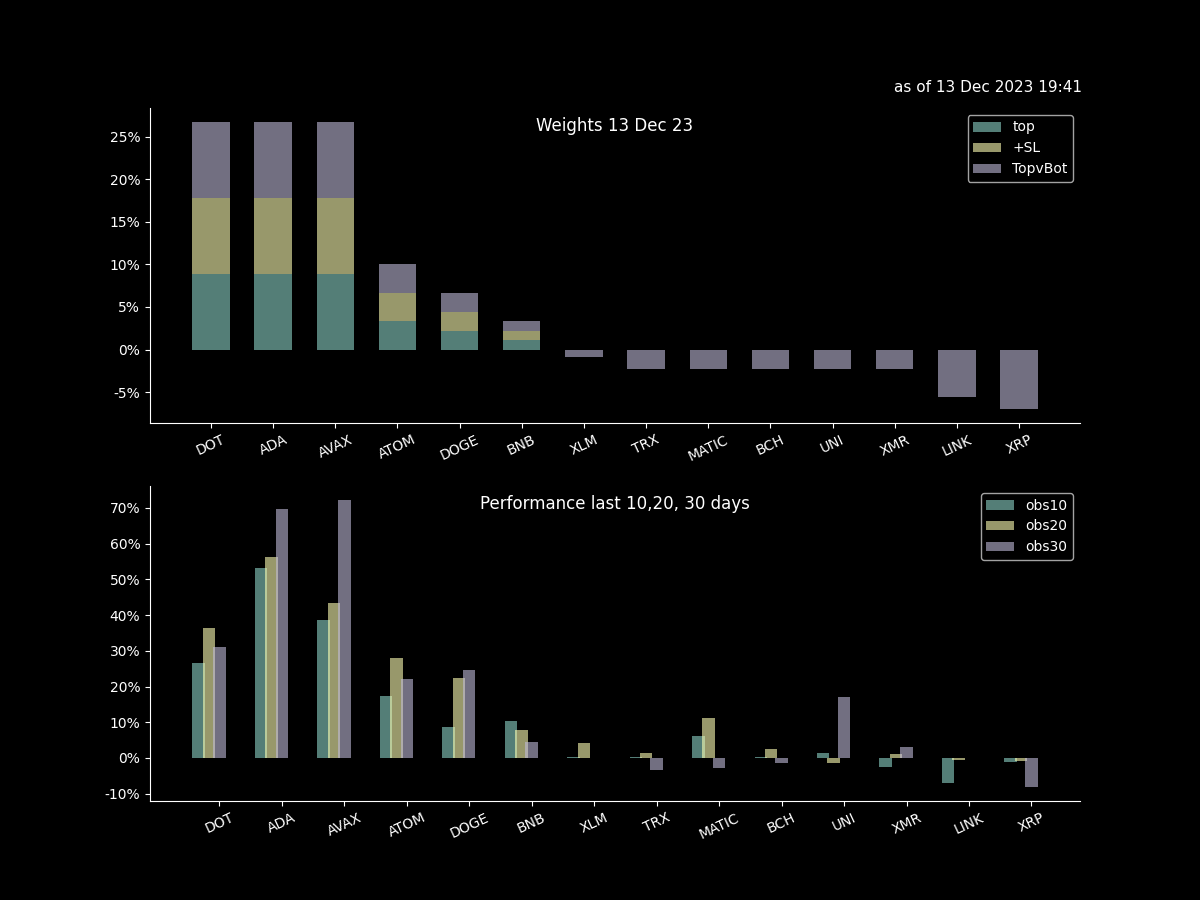 as of 13 Dec 2023 19:41
Weights 13 Dec 23
top
+SL
TopvBot
25%
20%
15%
10%
5%
0%
-5%
DOT ADA AVAX ATOM DOGE BNB XLM TRX MATIC BCH UNI XMR LINK XRP
Performance last 10,20, 30 days
obs10
obs20
obs30
70%
60%
50%
40%
30%
20%
10%
0%
-10%
DOT ADA AVAX ATOM DOGE BNB XLM TRX MATIC BCH UNI XMR LINK XRP